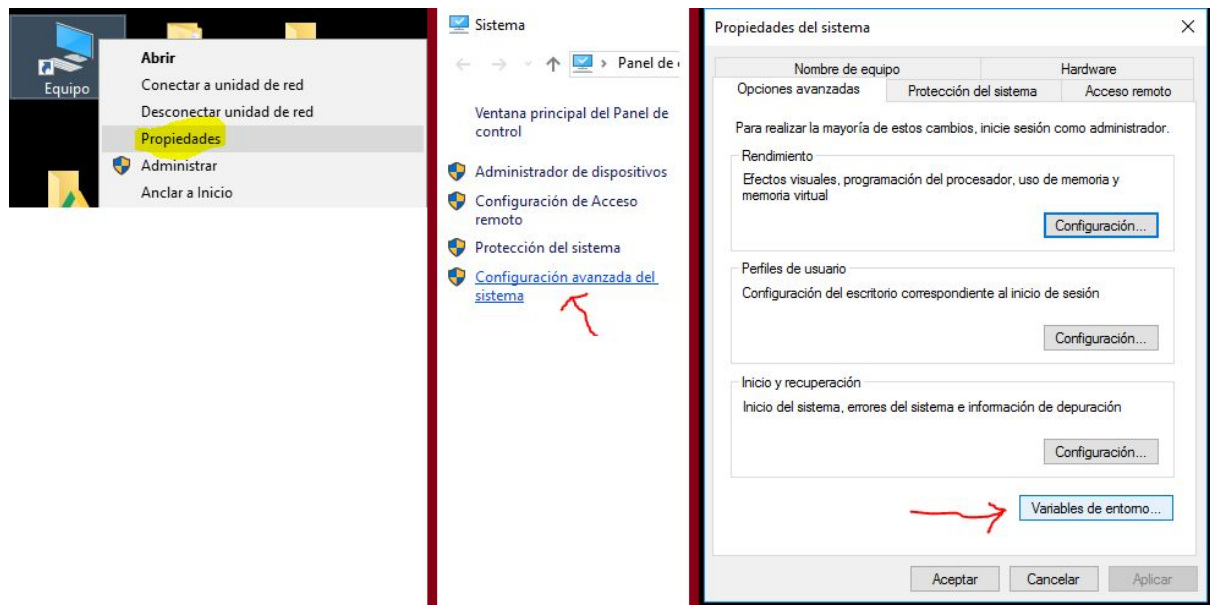 Equipo
Abrir
Conectar a unidad de red
Desconectar unidad de red
Propiedades
Administrar
Anclar a Inicio
Sistema
Panel de
Ventana principal del Panel de
control
Administrador de dispositivos
Configuración de Acceso
remoto
Protección del sistema
Configuración avanzada del
sistema
Propiedades del sistema
Nombre de equipo
Hardware
Opciones avanzadas
Protección del sistema
Acceso remoto
Para realizar la mayoría de estos cambios, inicie sesión como administrador.
Rendimiento
Efectos visuales, programación del procesador, uso de memoria y
memoria virtual
Configuración...
Perfiles de usuario
Configuración del escritorio correspondiente al inicio de sesión
Configuración...
Inicio y recuperación
Inicio del sistema, errores del sistema e información de depuración
Configuración...
Variables de entorno...
Aceptar
Cancelar
Aplicar